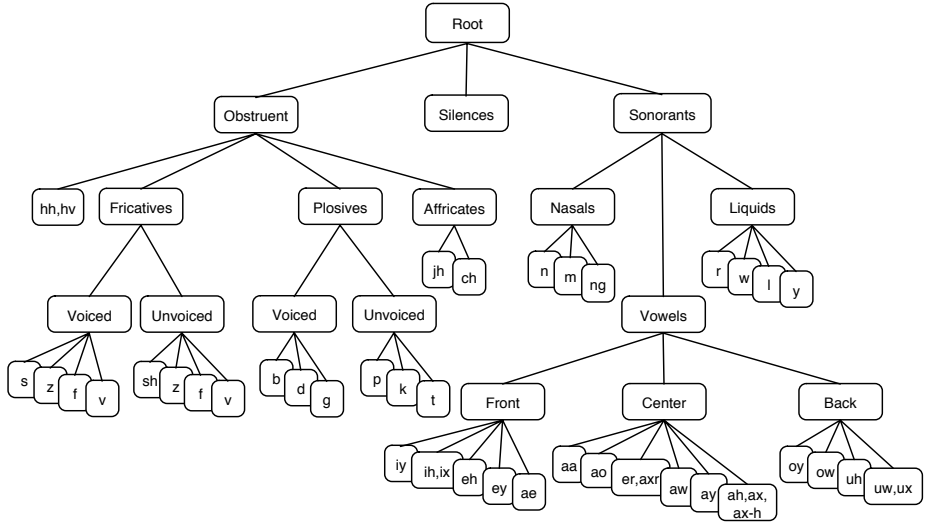 Root
Obstruent
Silences
Sonorants
hh,hv
Fricatives
Plosives
Affricates
Nasals
Liquids
jh
ch
n
m
ng
r
w
l
y
Voiced
Unvoiced
Voiced
Unvoiced
Vowels
s
z
f
v
sh
z
f
v
b
d
g
p
k
t
Front
Center
Back
iy
ih,ix
eh
ey
ae
aa
ao
er,axr
aw
ay
ah,ax,
ax-h
oy
ow
uh
uw,ux